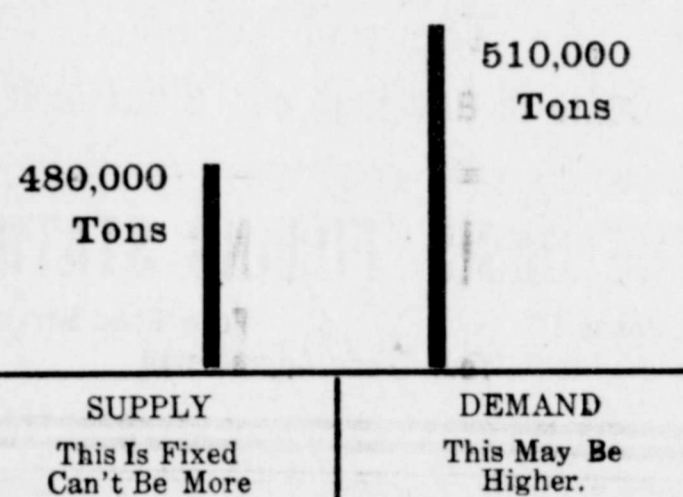 510,000
Tons
480,000
Tons
SUPPLY
This Is Fixed
Can't Be More
DEMAND
This May Be
Higher.